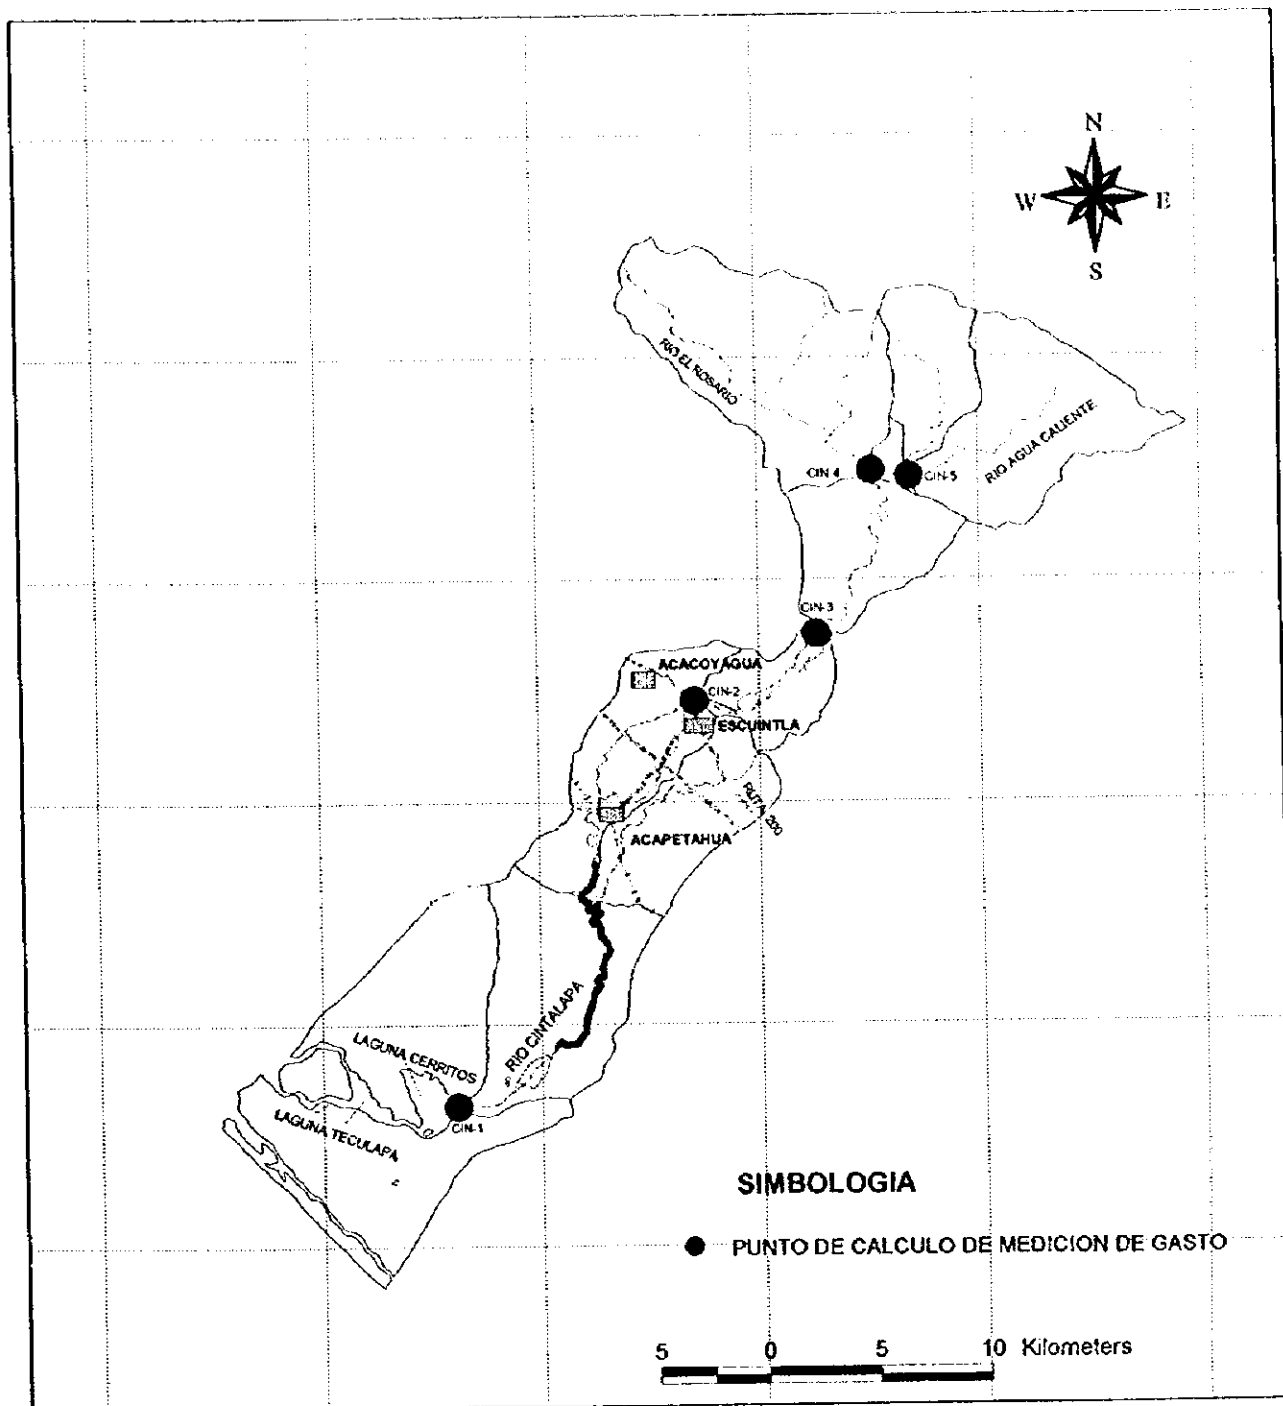 N
W E
S
RIO EL ROSARIO
RIO AGUA CALIENTE
CIN 4
CIN-5
CIN-3
ACACOYAGUA
CIN-2
ESCUINTLA
RUTA 200
ACAPETAHUA
RIO CINTALAPA
LAGUNA CERRITOS
LAGUNA TECULAPA
CIN-1
SIMBOLOGIA
PUNTO DE CALCULO DE MEDICION DE GASTO
5 0 5 10 Kilometers